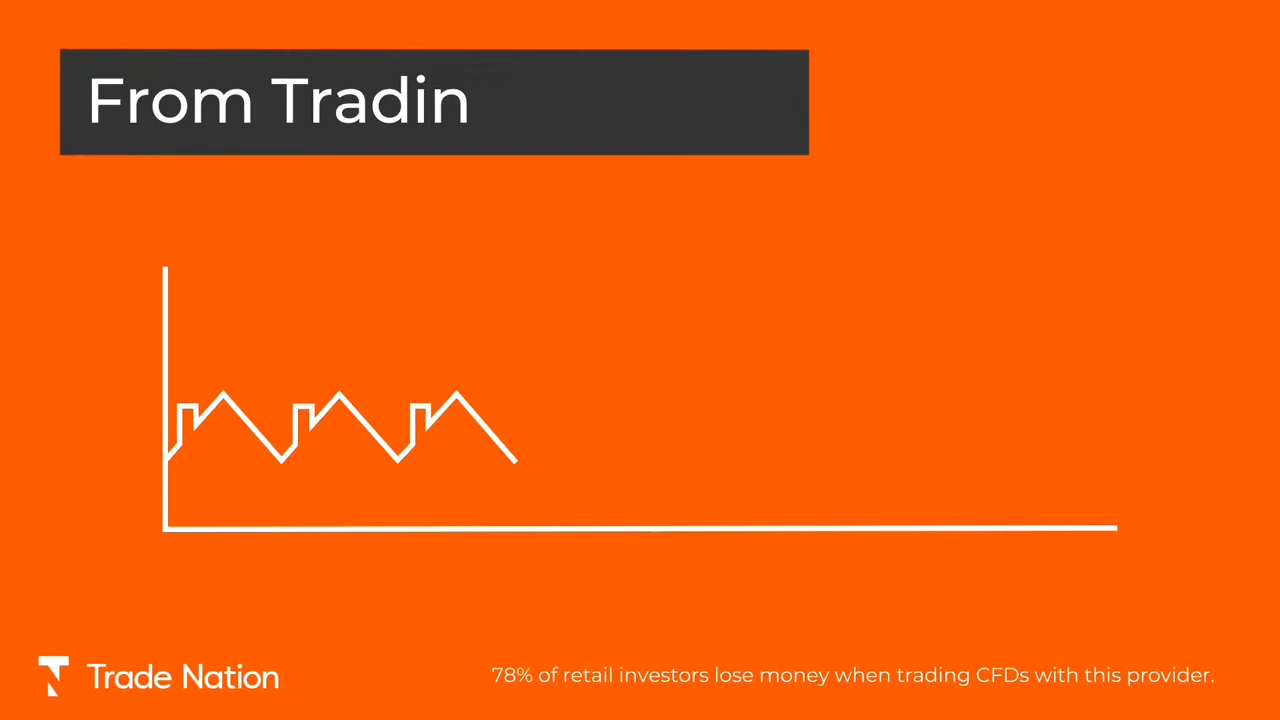 From Tradin
Trade Nation
78% of retail investors lose money when trading CFDs with this provider.